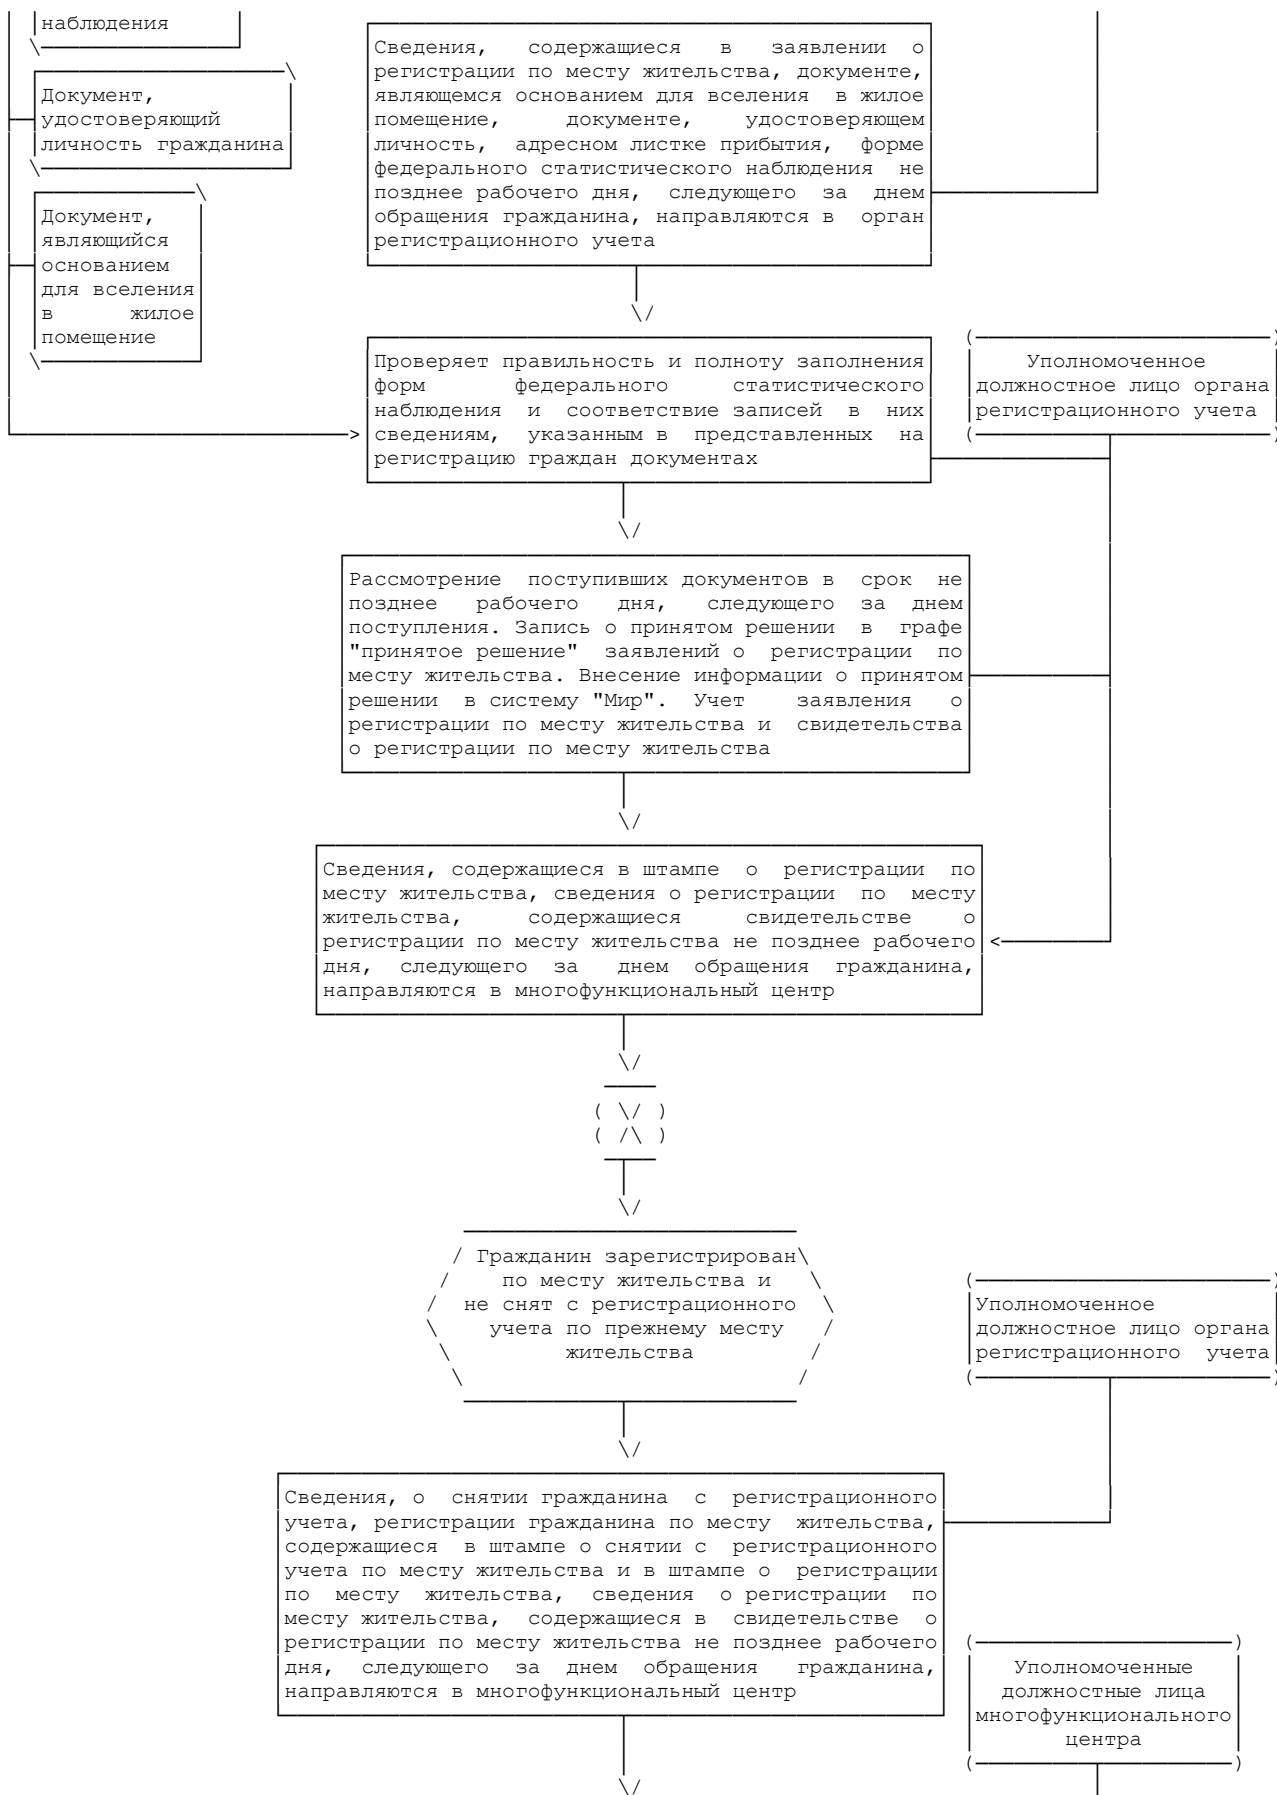 наблюдения
Сведения, содержащиеся в заявлении о
регистрации по месту жительства, документе,
являющемся основанием для вселения в жилое
помещение, документе, удостоверяющем
личность, адресном листке прибытия, форме
федерального статистического наблюдения не
позднее рабочего дня, следующего за днем
обращения гражданина, направляются в орган
регистрационного учета
Документ,
удостоверяющий
личность гражданина
Документ,
являющийся
основанием
для вселения
в жилое
помещение
Проверяет правильность и полноту заполнения
форм федерального статистического
наблюдения и соответствие записей в них
сведениям, указанным в представленных на
регистрацию граждан документах
Уполномоченное
должностное лицо органа
регистрационного учета
Рассмотрение поступивших документов в срок не
позднее рабочего дня, следующего за днем
поступления. Запись о принятом решении в графе
"принятое решение" заявлений о регистрации по
месту жительства. Внесение информации о принятом
решении в систему "Мир". Учет заявления о
регистрации по месту жительства и свидетельства
о регистрации по месту жительства
Сведения, содержащиеся в штампе о регистрации по
месту жительства, сведения о регистрации по месту
жительства, содержащиеся свидетельстве о
регистрации по месту жительства не позднее рабочего
дня, следующего за днем обращения гражданина,
направляются в многофункциональный центр
Гражданин зарегистрирован
по месту жительства и
не снят с регистрационного
учета по прежнему месту
жительства
Уполномоченное
должностное лицо органа
регистрационного учета
Сведения, о снятии гражданина с регистрационного
учета, регистрации гражданина по месту жительства,
содержащиеся в штампе о снятии с регистрационного
учета по месту жительства и в штампе о регистрации
по месту жительства, сведения о регистрации по
месту жительства, содержащиеся в свидетельстве о
регистрации по месту жительства не позднее рабочего
дня, следующего за днем обращения гражданина,
направляются в многофункциональный центр
Уполномоченные
должностные лица
многофункционального
центра